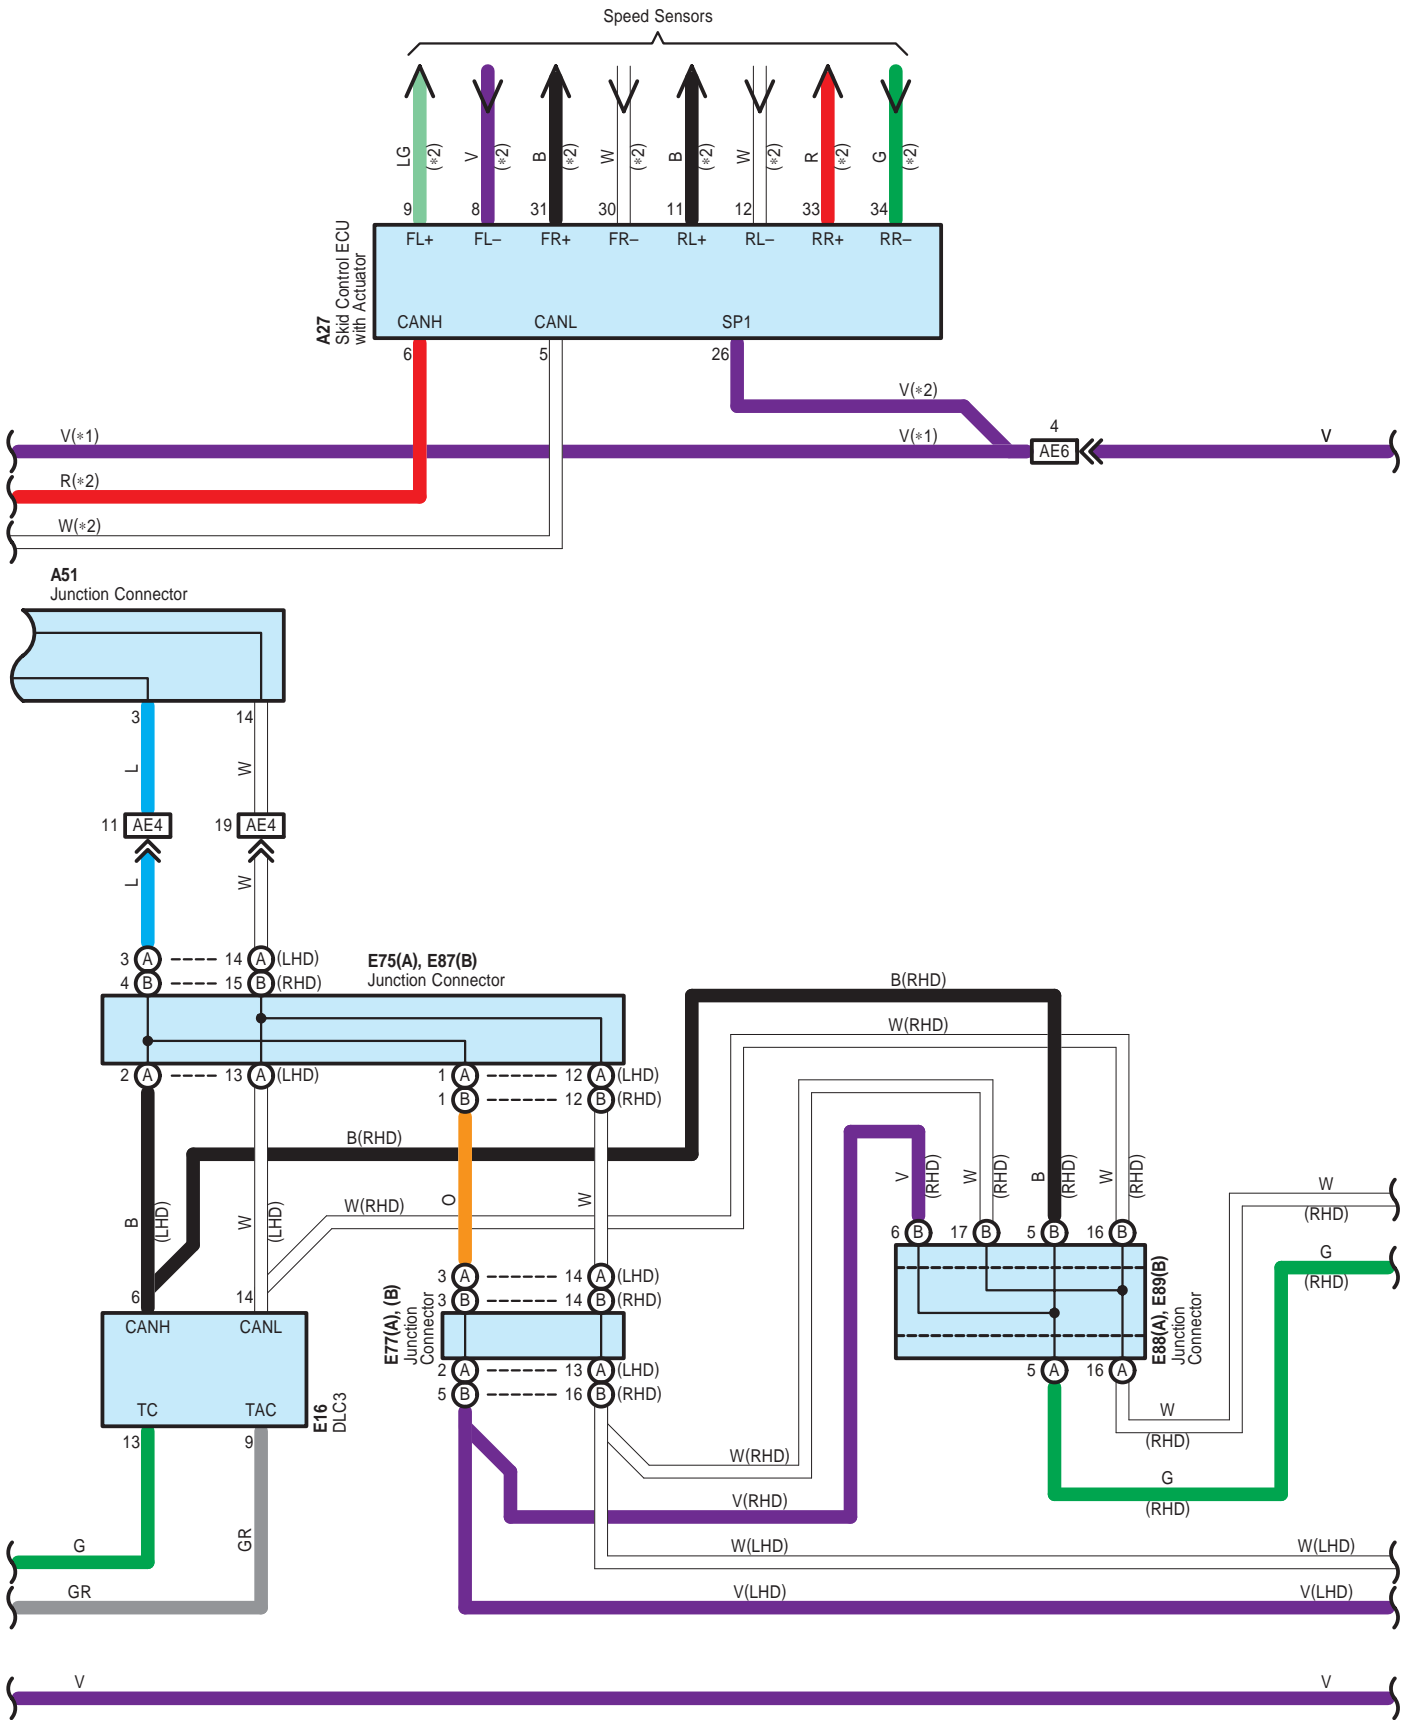 Speed Sensors
LG (*2) V (*2) B (*2) W (*2) B (*2) W (*2) R (*2) G (*2)
9 8 31 30 11 12 33 34
FL+ FL– FR+ FR– RL+ RL– RR+ RR–
A27
Skid Control ECU
with Actuator
CANH CANL SP1
6 5 26
V(*2)
V(*1) V(*1) 4 V
AE6
R(*2)
W(*2)
A51
Junction Connector
3 14
L W
11 AE4 19 AE4
L W
3 A 14 A (LHD)
4 B 15 B (RHD)
E75(A), E87(B)
Junction Connector
2 A 13 A (LHD)
1 A 12 A (LHD)
1 B 12 B (RHD)
B(RHD)
W(RHD)
B(RHD)
W(RHD)
B (LHD) W (LHD) O W
V (RHD) W (RHD) B (RHD) W (RHD)
6 B 17 B 5 B 16 B
W
(RHD)
G
(RHD)
3 A 14 A (LHD)
3 B 14 B (RHD)
E77(A), (B)
Junction
Connector
2 A 13 A (LHD)
5 B 16 B (RHD)
E88(A), E89(B)
Junction
Connector
5 A 16 A
W
(RHD)
G
(RHD)
6 14
CANH CANL
TC TAC
E16
DLC3
13 9
W(RHD)
V(RHD)
G
GR
GR
W(LHD) W(LHD)
V(LHD) V(LHD)
V V